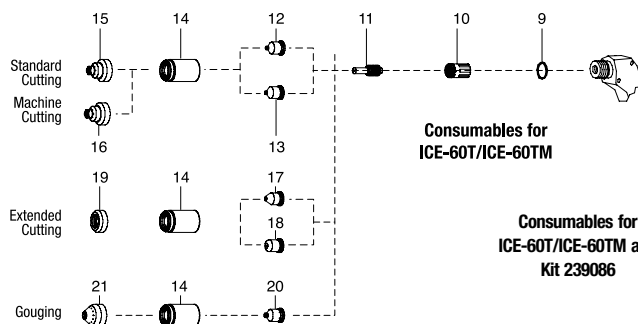 15 14 12 11 10 9
Standard
Cutting
Machine
Cutting
16 13
Consumables for
ICE-60T/ICE-60TM
19 14 17
Extended
Cutting
18
Consumables for
ICE-60T/ICE-60TM a
Kit 239086
21 14 20
Gouging